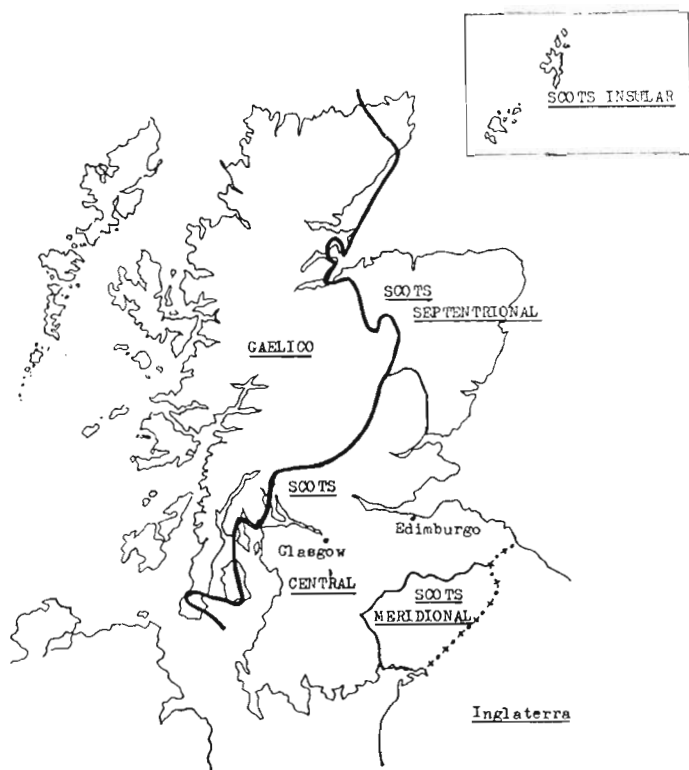 SCOTS INSULAR
SCOTS
SEPTENTRIONAL
GAELICO
SCOTS
Edimburgo
Glasgow
CENTRAL
SCOTS
MERIDIONAL
Inglaterra